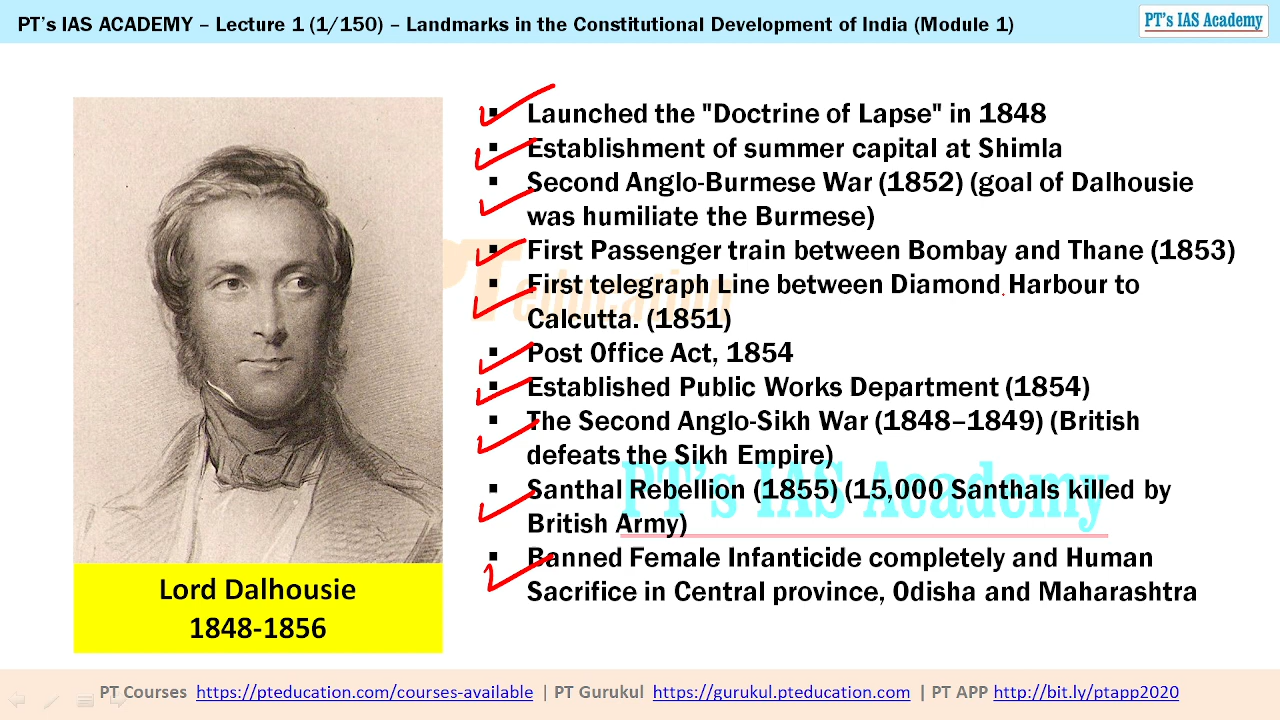 PT's IAS ACADEMY – Lecture 1 (1/150) – Landmarks in the Constitutional Development of India (Module 1)
PT's IAS Academy
▪ Launched the "Doctrine of Lapse" in 1848
▪ Establishment of summer capital at Shimla
▪ Second Anglo-Burmese War (1852) (goal of Dalhousie
was humiliate the Burmese)
▪ First Passenger train between Bombay and Thane (1853)
▪ First telegraph Line between Diamond Harbour to
Calcutta. (1851)
▪ Post Office Act, 1854
▪ Established Public Works Department (1854)
▪ The Second Anglo-Sikh War (1848–1849) (British
defeats the Sikh Empire)
▪ Santhal Rebellion (1855) (15,000 Santhals killed by
British Army)
▪ Banned Female Infanticide completely and Human
Sacrifice in Central province, Odisha and Maharashtra
PT education
PT's IAS Academy
Lord Dalhousie
1848-1856
PT Courses https://pteducation.com/courses-available | PT Gurukul https://gurukul.pteducation.com | PT APP http://bit.ly/ptapp2020